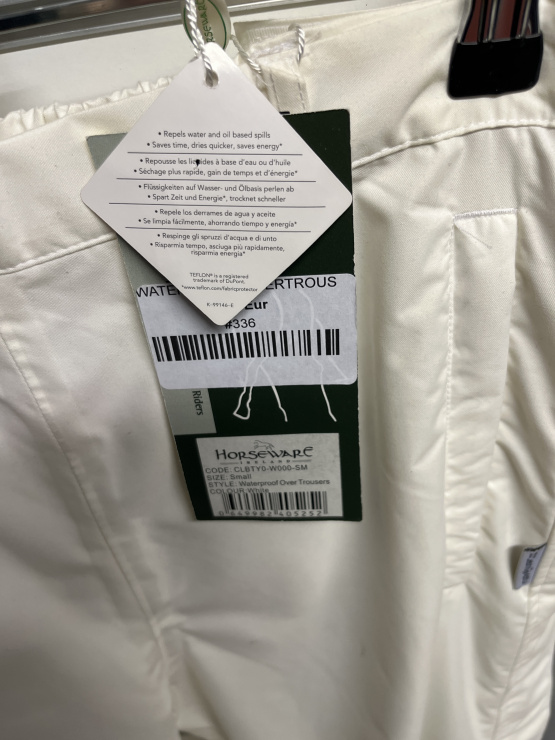 • Repels water and oil based spills
• Saves time, dries quicker, saves energy*
• Repousse les liquides à base d'eau ou d'huile
• Séchage plus rapide, gain de temps et d'énergie*
• Flüssigkeiten auf Wasser- und Ölbasis perlen ab
• Spart Zeit und Energie*, trocknet schneller
• Repele los derrames de agua y aceite
• Se limpia fácilmente, ahorrando tiempo y energía*
• Respinge gli spruzzi d'acqua e di unto
• Risparmia tempo, asciuga più rapidamente,
risparmia energia*
TEFLON® is a registered
trademark of DuPont.
*www.teflon.com/fabricprotector
K-99146-E
WATE ERTROUS
Eur
#336
Riders
HORSEWARE
IRELAND
CODE: CLBTY0-W000-SM
SIZE: Small
STYLE: Waterproof Over Trousers
COLOUR: White